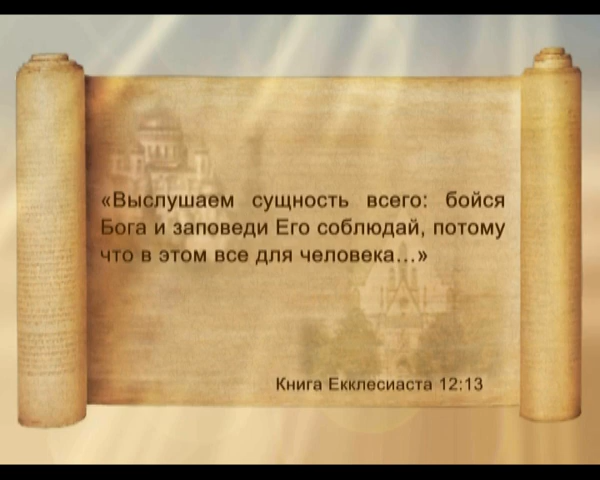 «Выслушаем сущность всего: бойся
Бога и заповеди Его соблюдай, потому
что в этом все для человека...»
Книга Екклесиаста 12:13